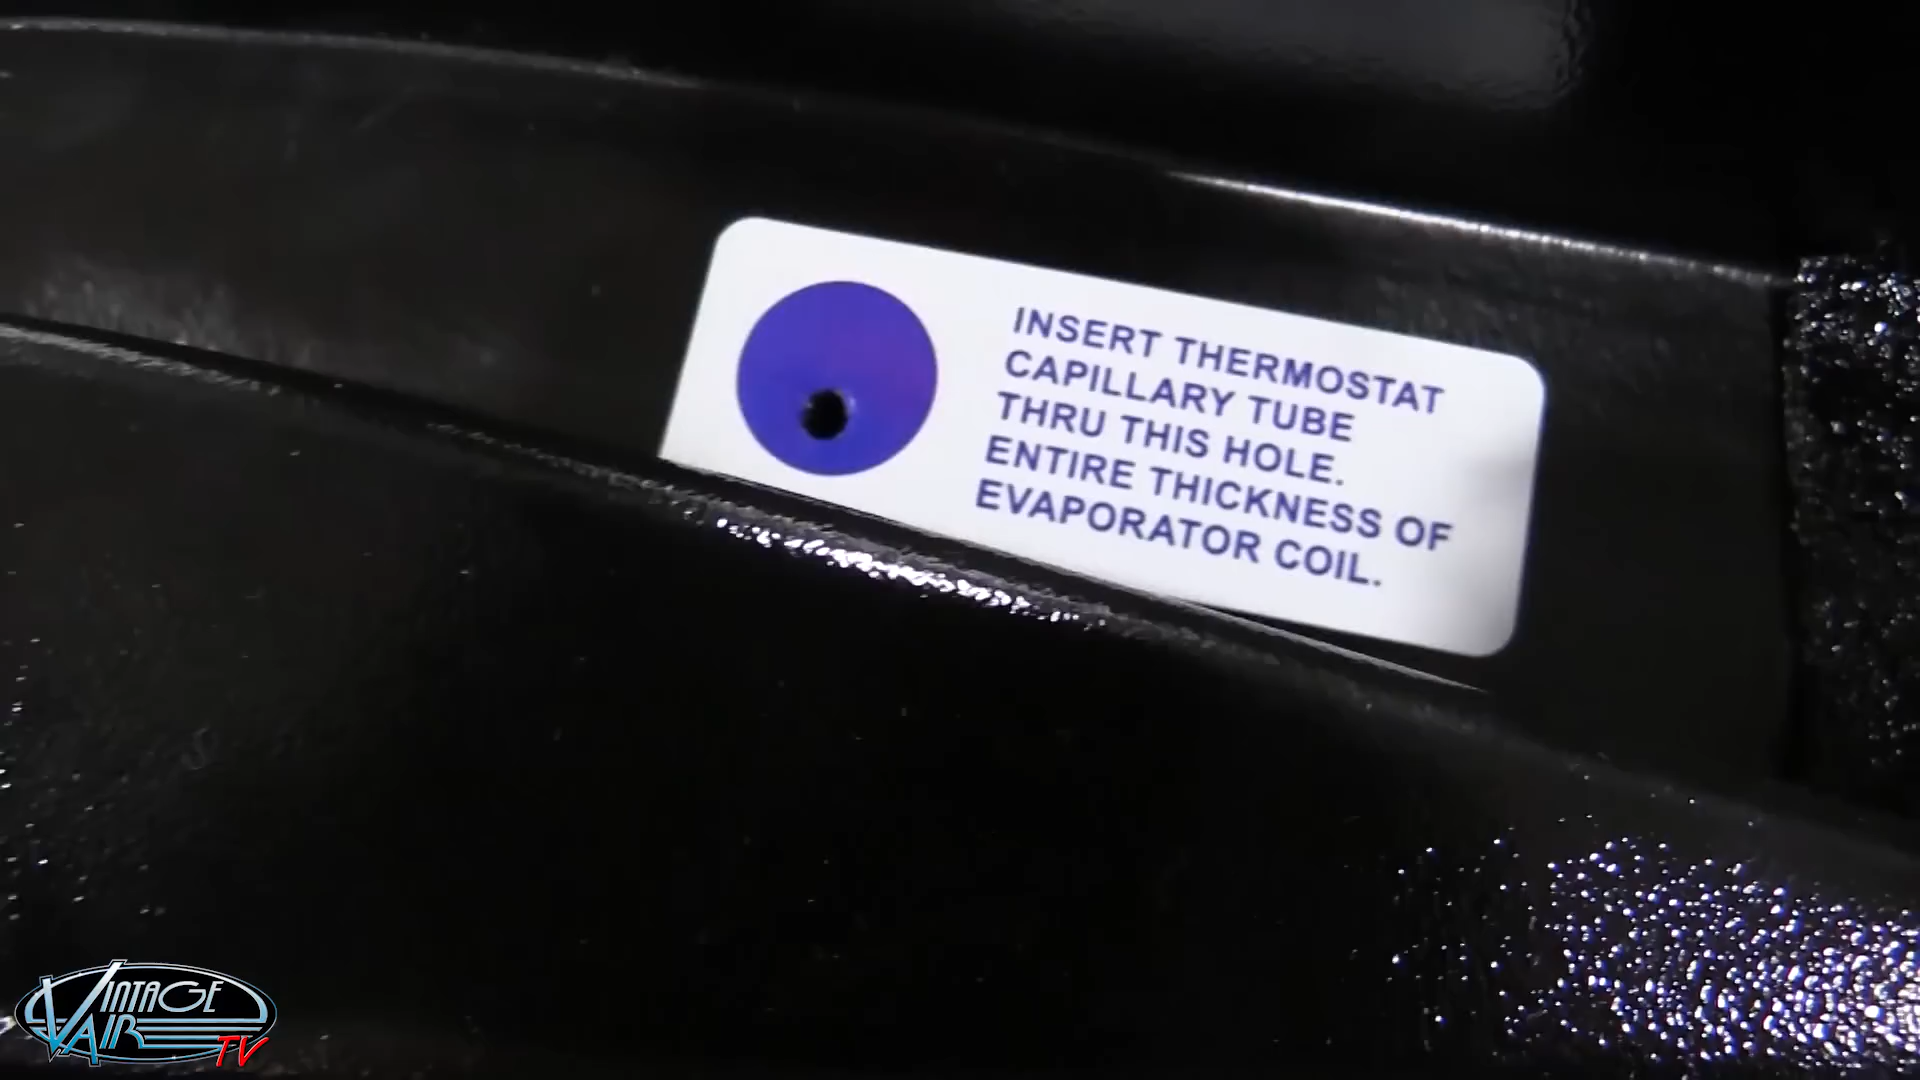 INSERT THERMOSTAT
CAPILLARY TUBE
THRU THIS HOLE.
ENTIRE THICKNESS OF
EVAPORATOR COIL.
VINTAGE
AIR
TV